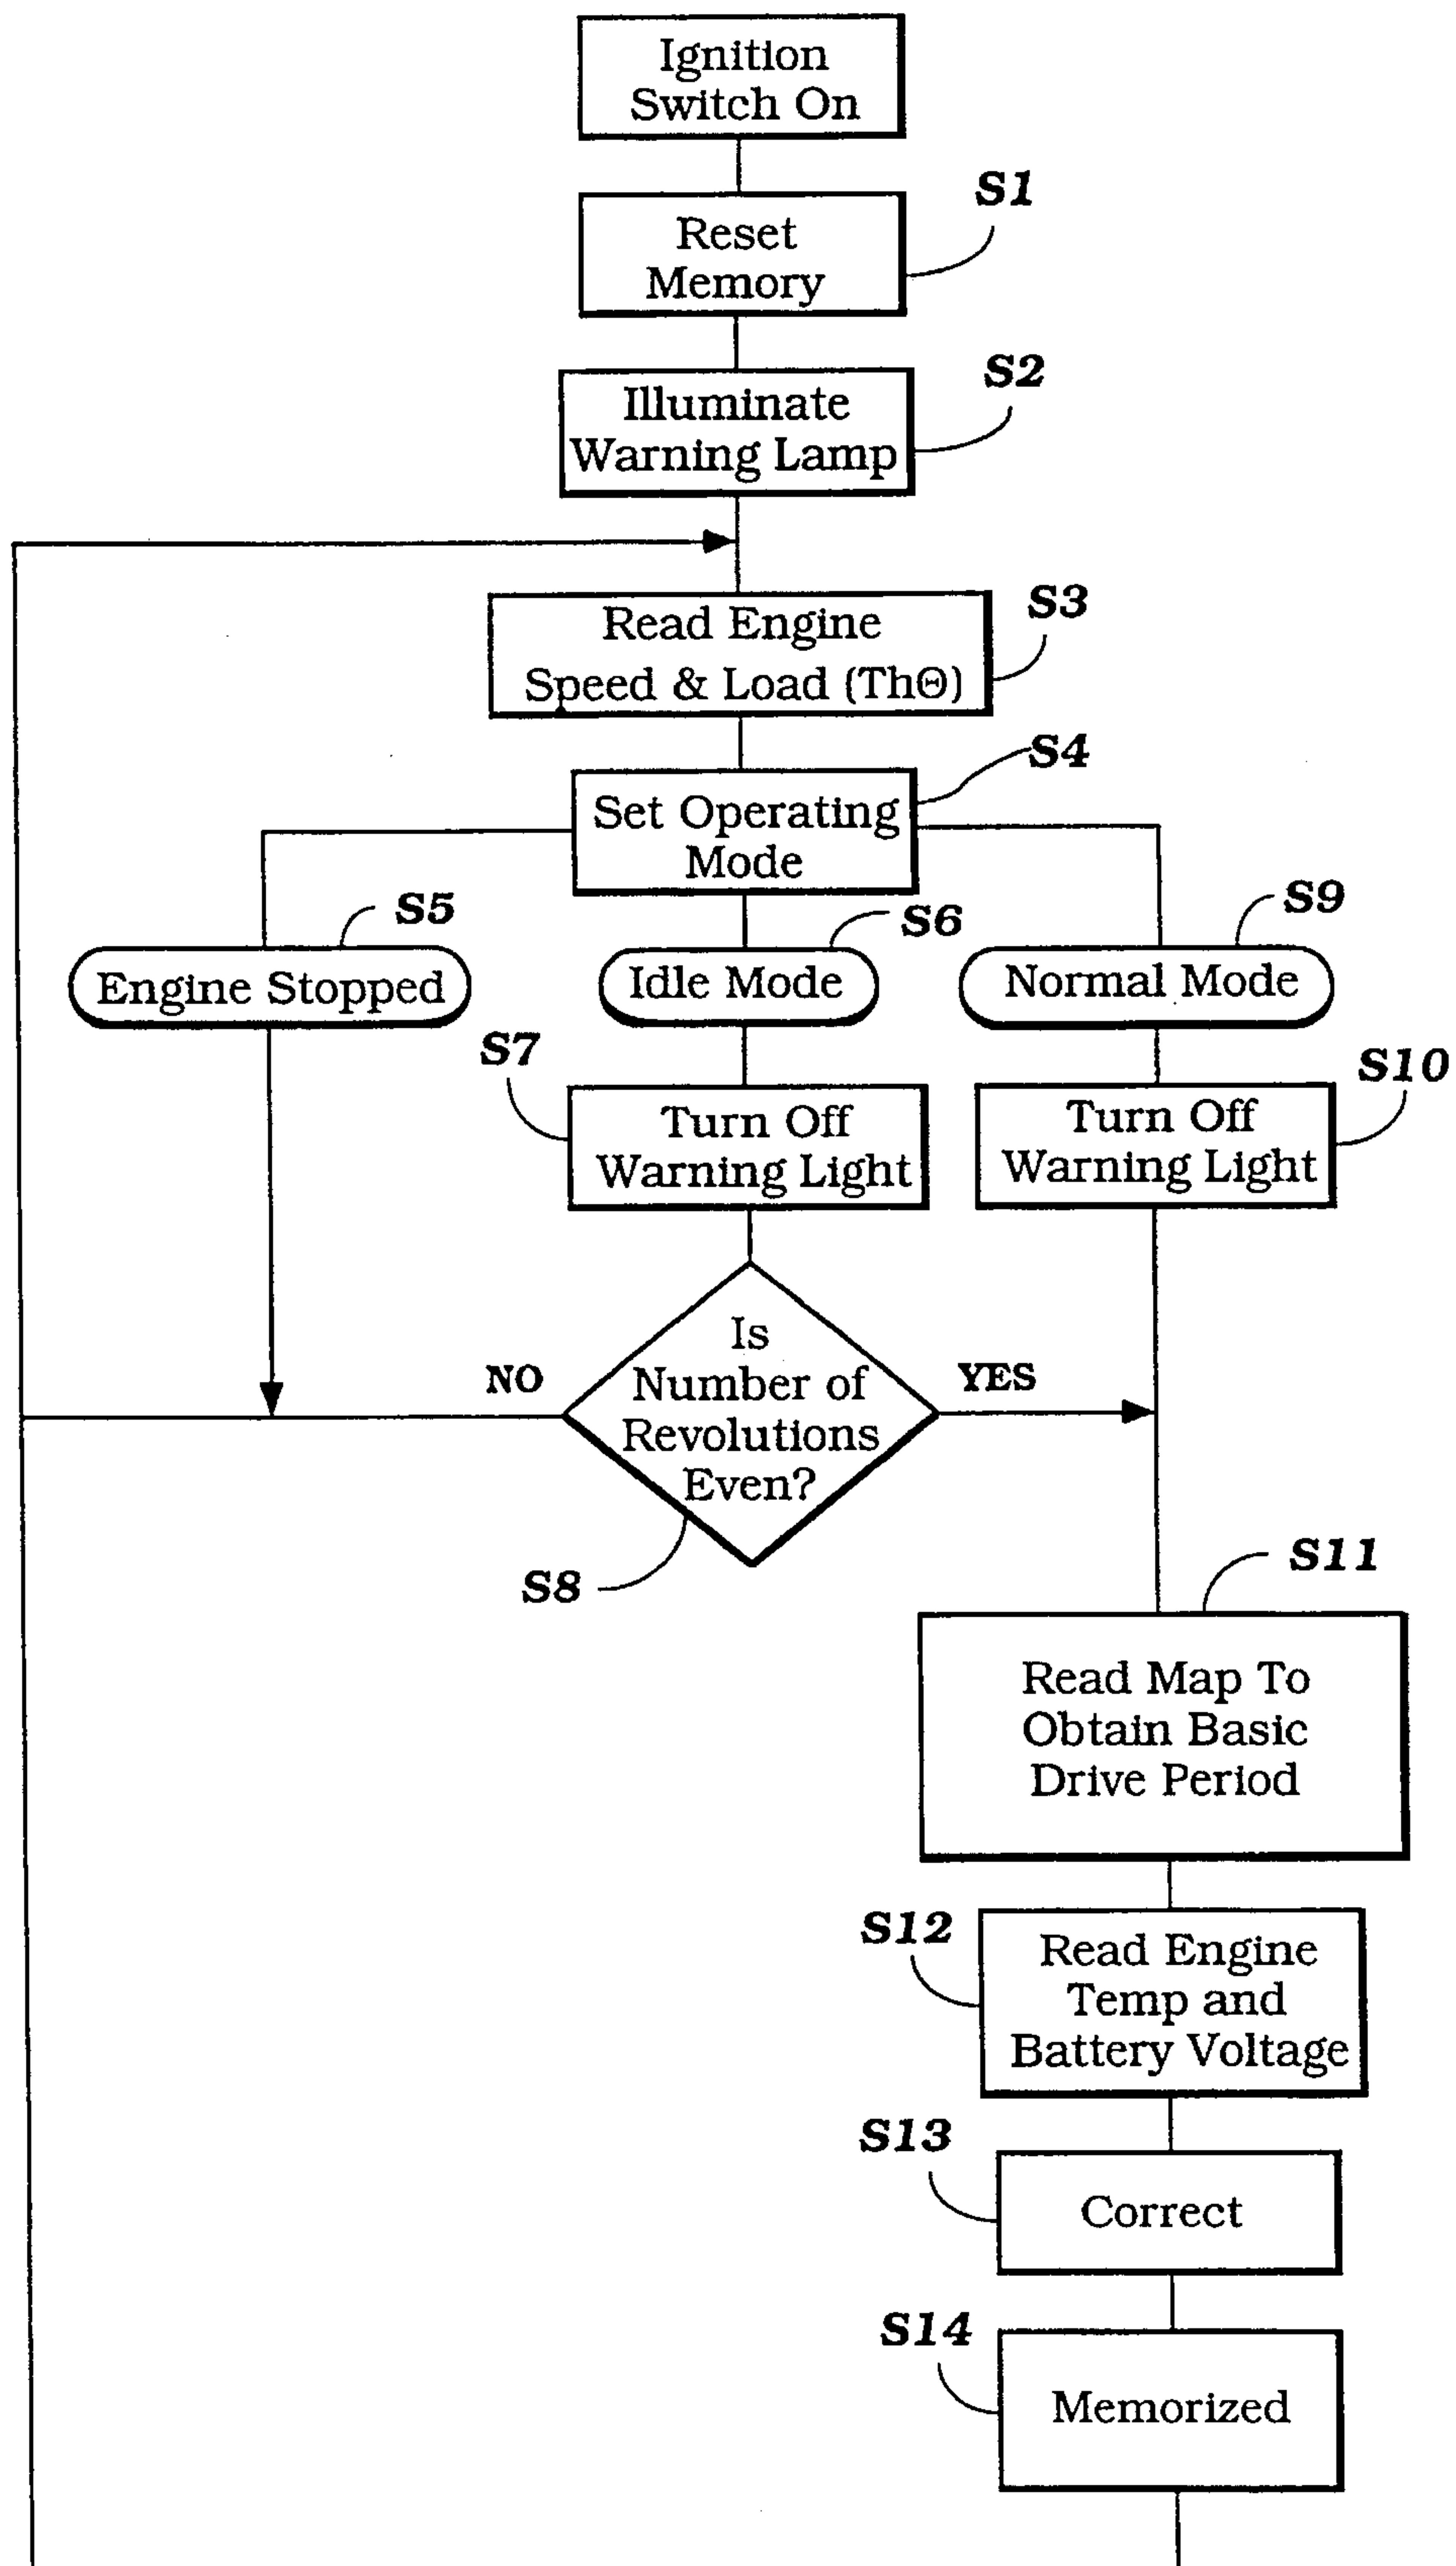 Ignition
Switch On
S1
Reset
Memory
S2
Illuminate
Warning Lamp
S3
Read Engine
Speed & Load (ThΘ)
S4
Set Operating
Mode
S5
Engine Stopped
S6
Idle Mode
S9
Normal Mode
S7
Turn Off
Warning Light
S10
Turn Off
Warning Light
NO
Is
Number of
Revolutions
Even?
YES
S8
S11
Read Map To
Obtain Basic
Drive Period
S12
Read Engine
Temp and
Battery Voltage
S13
Correct
S14
Memorized